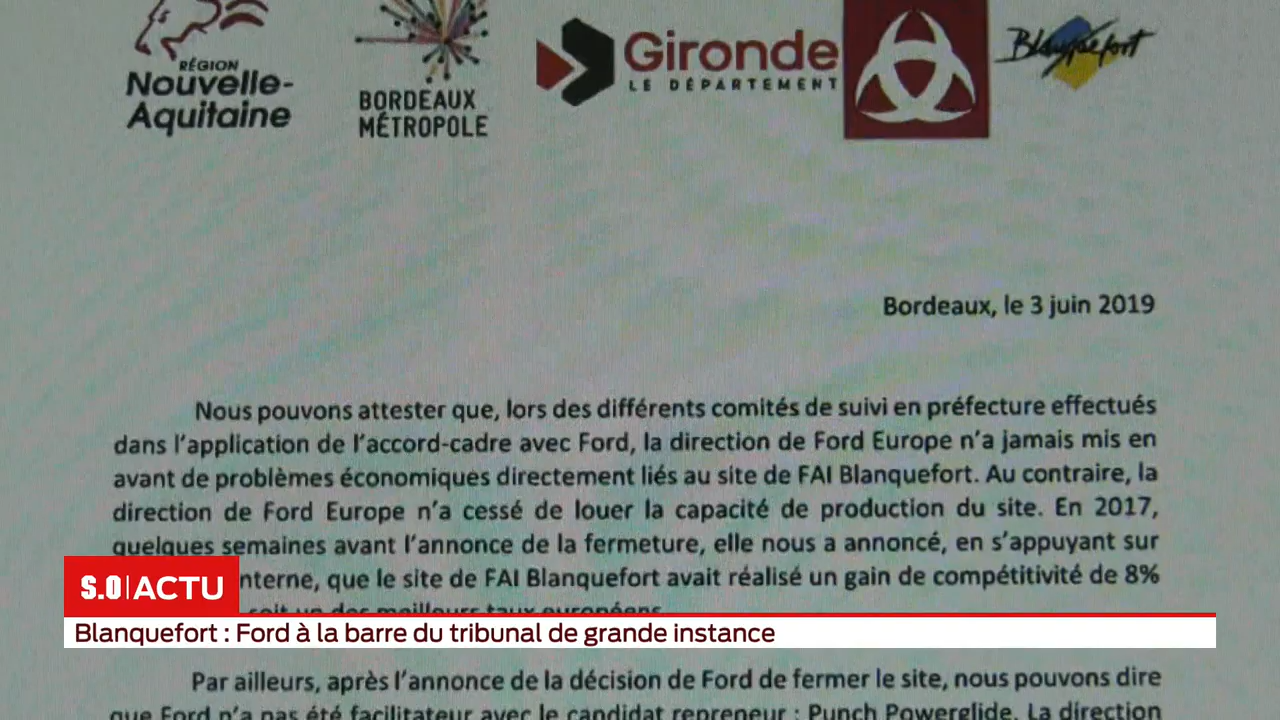 RÉGION
Nouvelle-
Aquitaine
BORDEAUX
MÉTROPOLE
Gironde
LE DÉPARTEMENT
Blanquefort
Bordeaux, le 3 juin 2019
Nous pouvons attester que, lors des différents comités de suivi en préfecture effectués
dans l'application de l'accord-cadre avec Ford, la direction de Ford Europe n'a jamais mis en
avant de problèmes économiques directement liés au site de FAI Blanquefort. Au contraire, la
direction de Ford Europe n'a cessé de louer la capacité de production du site. En 2017,
quelques semaines avant l'annonce de la fermeture, elle nous a annoncé, en s'appuyant sur
nterne, que le site de FAI Blanquefort avait réalisé un gain de compétitivité de 8%
soit un des meilleurs taux européens.
S.O ACTU
Blanquefort : Ford à la barre du tribunal de grande instance
Par ailleurs, après l'annonce de la décision de Ford de fermer le site, nous pouvons dire
que Ford n'a pas été facilitateur avec le candidat repreneur : Punch Powerglide. La direction